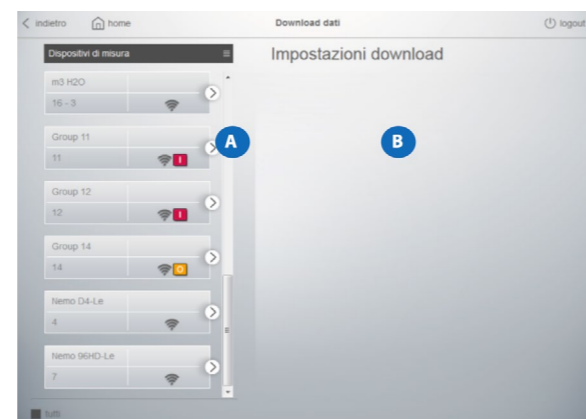 indietro home Download dati logout
Dispositivi di misura
Impostazioni download
m3 H2O
16 - 3
Group 11
11 I
A
B
Group 12
12 I
Group 14
14 O
Nemo D4-Le
4
Nemo 96HD-Le
7
tutti